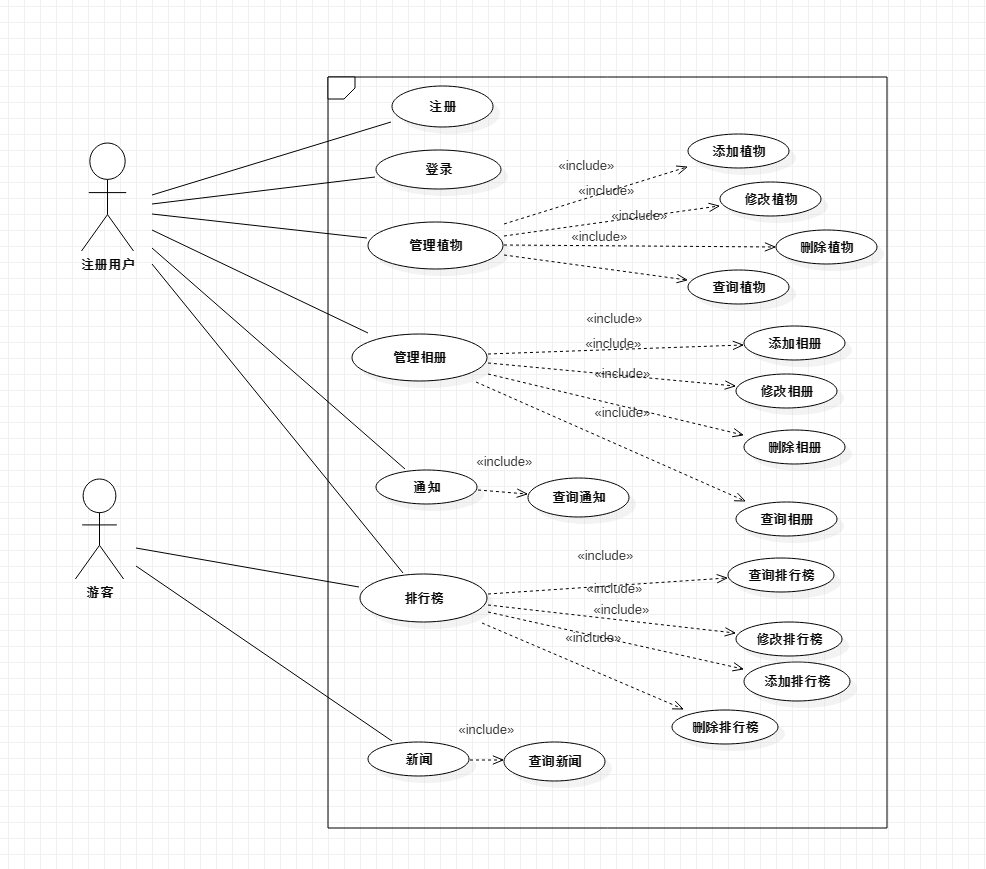 注册
登录
«include»
添加植物
«include»
修改植物
«include»
管理植物
«include»
删除植物
注册用户
查询植物
«include»
«include»
添加相册
管理相册
«include»
修改相册
«include»
删除相册
«include»
通知
查询通知
查询相册
«include»
查询排行榜
«include»
游客
排行榜
«include»
修改排行榜
«include»
添加排行榜
删除排行榜
«include»
新闻
查询新闻